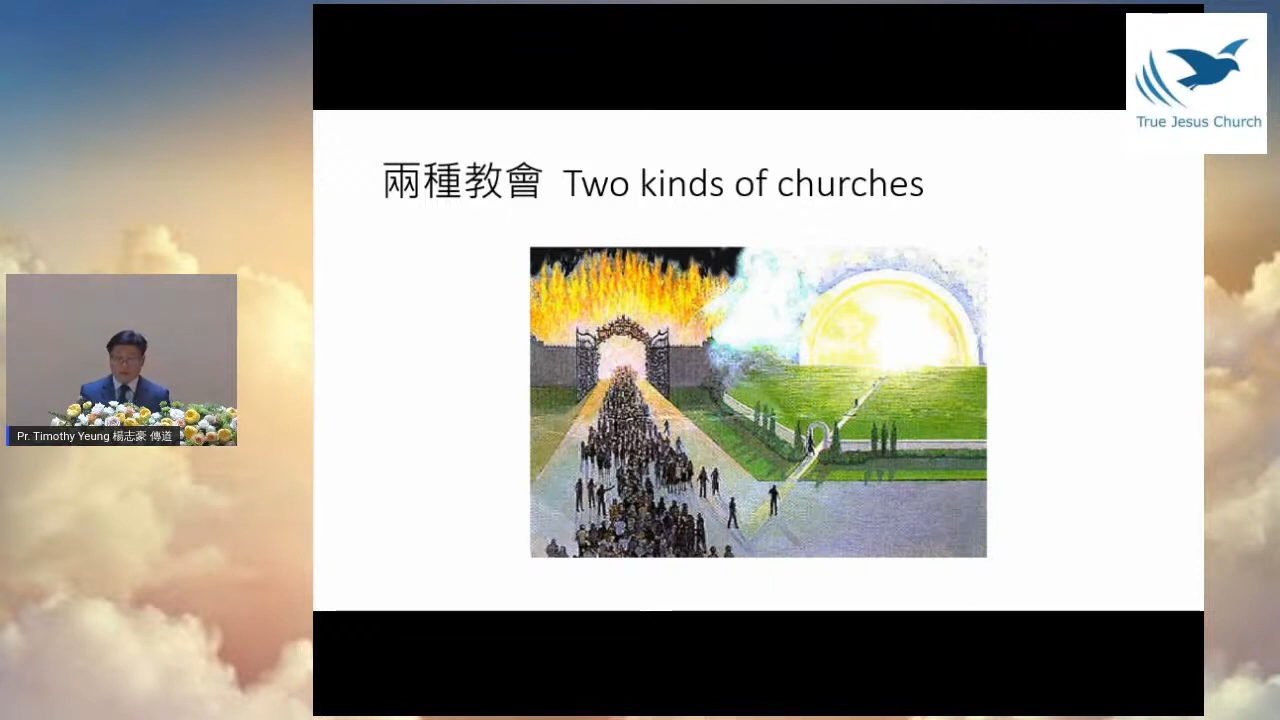 True Jesus Church
兩種教會 Two kinds of churches
Pr. Timothy Yeung 楊志豪 傳道